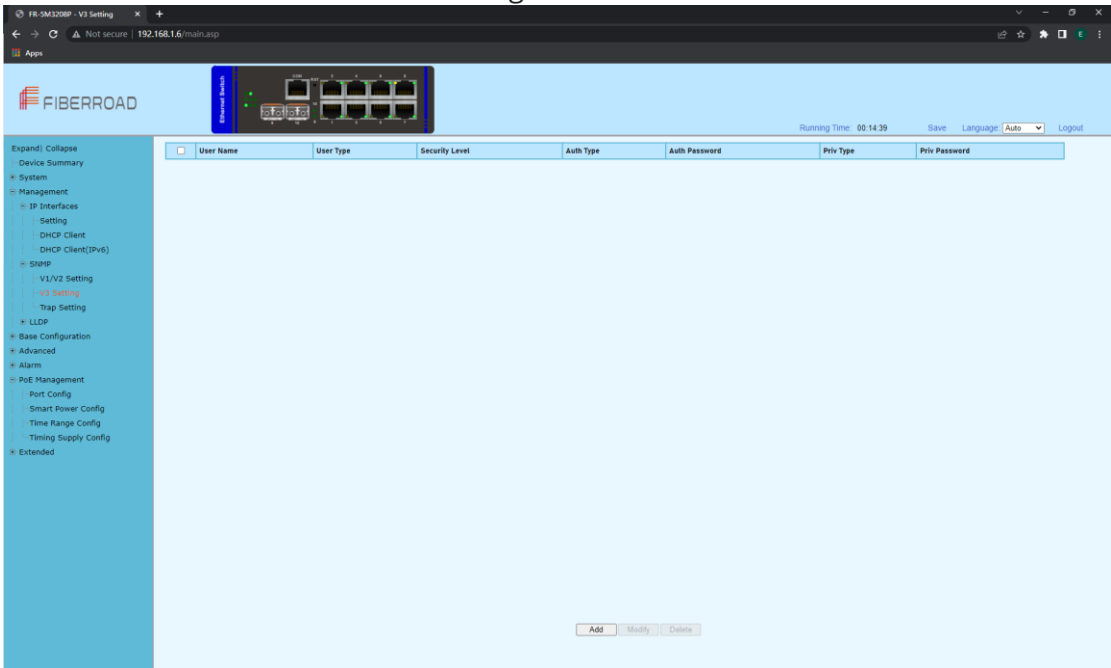 FR-5M3208P - V3 Setting
Not secure | 192.168.1.6/main.asp
E
Apps
FIBERROAD
Ethernet Switch
CON
Running Time: 00:14:39 Save Language: Auto Logout
Expand| Collapse
Device Summary
System
Management
IP Interfaces
Setting
DHCP Client
DHCP Client(IPv6)
SNMP
V1/V2 Setting
V3 Setting
Trap Setting
LLDP
Base Configuration
Advanced
Alarm
PoE Management
Port Config
Smart Power Config
Time Range Config
Timing Supply Config
Extended
User Name User Type Security Level Auth Type Auth Password Priv Type Priv Password
Add Modify Delete